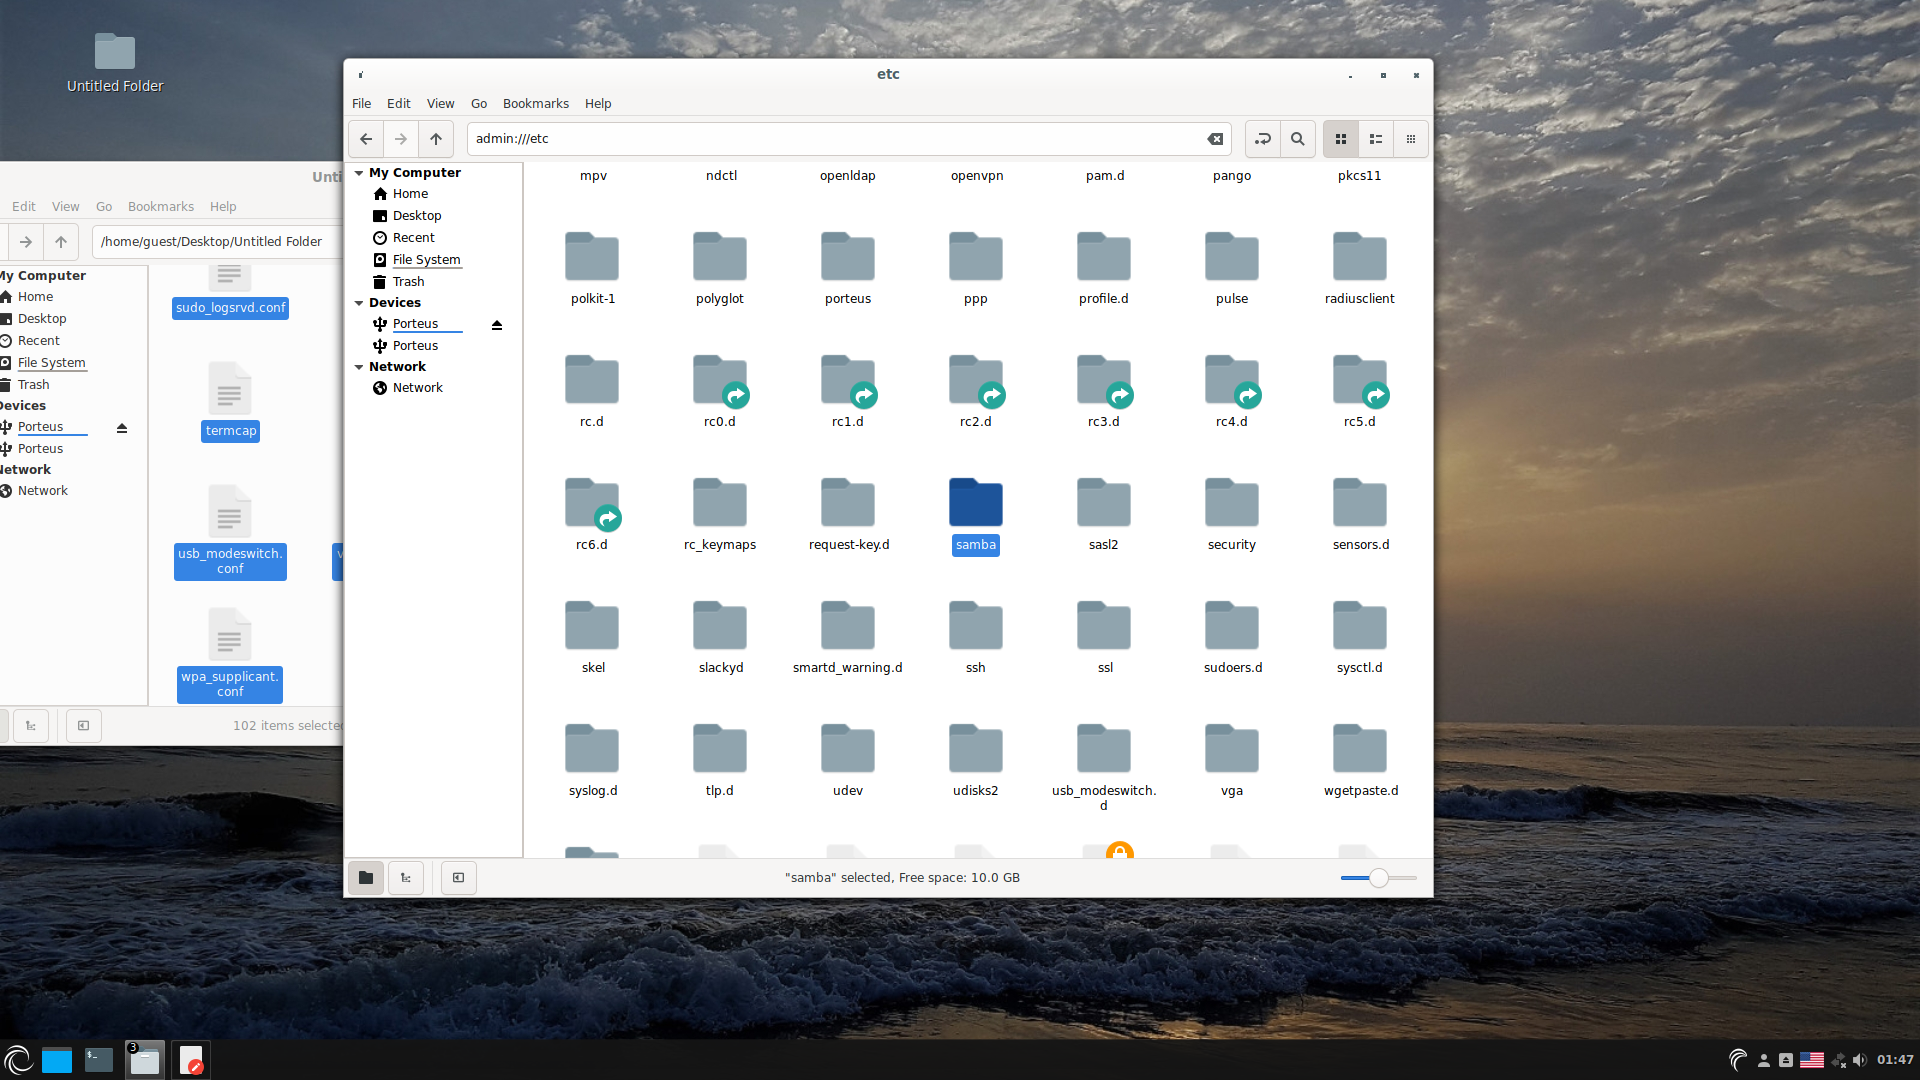 Untitled Folder
etc
File Edit View Go Bookmarks Help
admin:///etc
My Computer
Home
Desktop
Recent
File System
Trash
Devices
Porteus
Porteus
Network
Network
mpv ndctl openldap openvpn pam.d pango pkcs11
polkit-1 polyglot porteus ppp profile.d pulse radiusclient
rc.d rc0.d rc1.d rc2.d rc3.d rc4.d rc5.d
rc6.d rc_keymaps request-key.d samba sasl2 security sensors.d
skel slackyd smartd_warning.d ssh ssl sudoers.d sysctl.d
syslog.d tlp.d udev udisks2 usb_modeswitch. vga wgetpaste.d
d
"samba" selected, Free space: 10.0 GB
Unti
Edit View Go Bookmarks Help
/home/guest/Desktop/Untitled Folder
My Computer
Home
Desktop
Recent
File System
Trash
Devices
Porteus
Porteus
Network
Network
sudo_logsrvd.conf
termcap
usb_modeswitch.
conf
v
wpa_supplicant.
conf
102 items selecte
$_
3
01:47